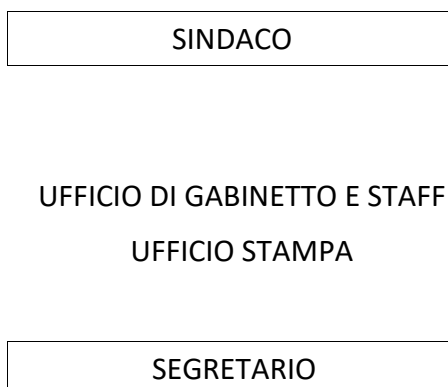 SINDACO
UFFICIO DI GABINETTO E STAFF
UFFICIO STAMPA
SEGRETARIO